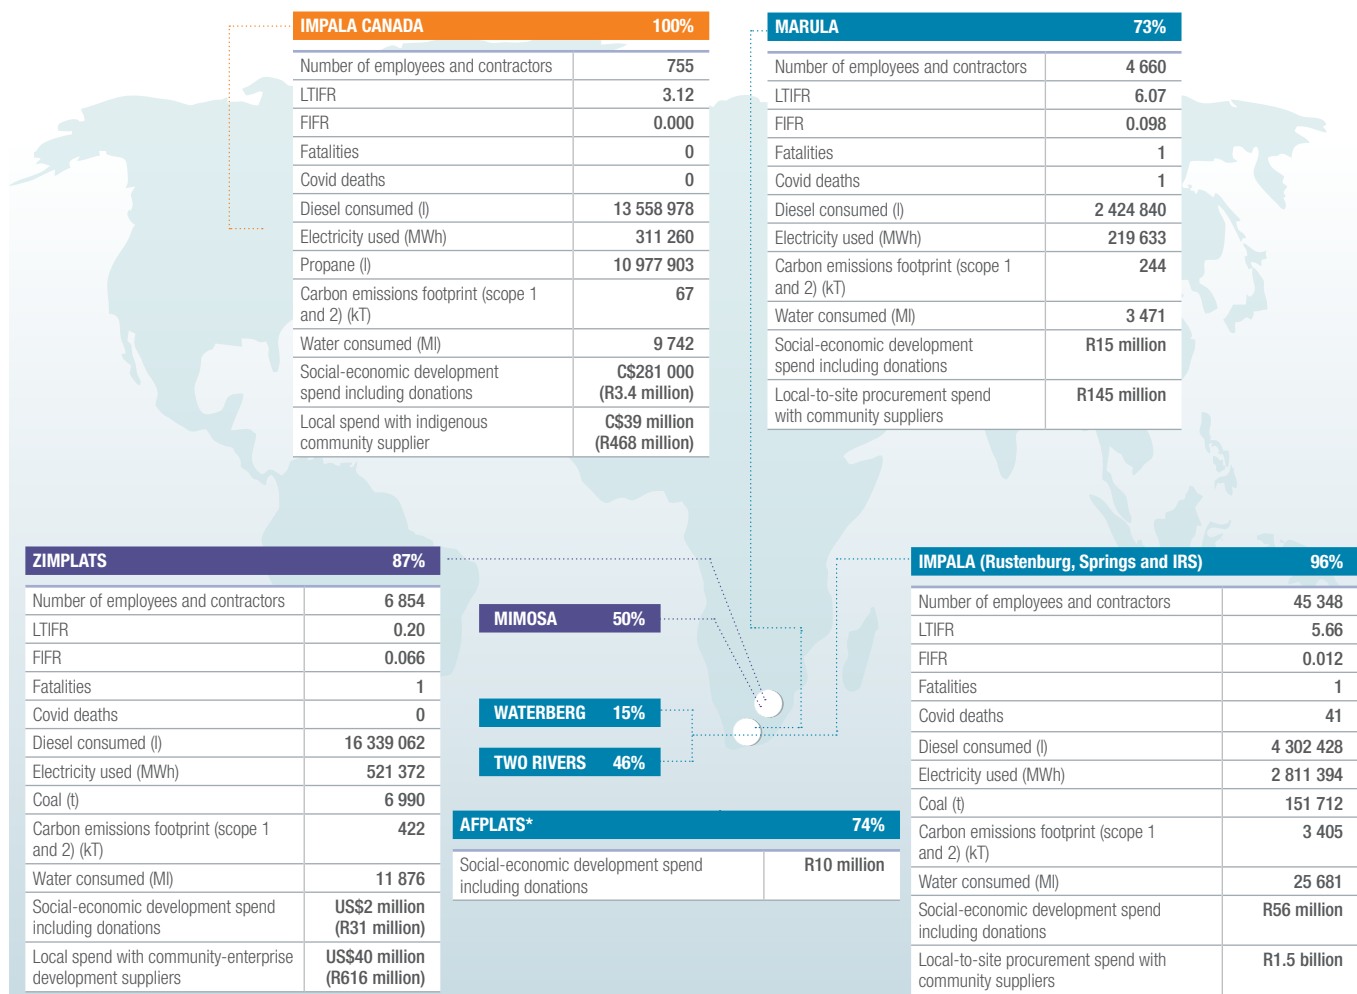 IMPALA CANADA 100%
Number of employees and contractors 755
LTIFR 3.12
FIFR 0.000
Fatalities 0
Covid deaths 0
Diesel consumed (l) 13 558 978
Electricity used (MWh) 311 260
Propane (l) 10 977 903
Carbon emissions footprint (scope 1 67
and 2) (kT)
Water consumed (Ml) 9 742
Social-economic development C$281 000
spend including donations (R3.4 million)
Local spend with indigenous C$39 million
community supplier (R468 million)
MARULA 73%
Number of employees and contractors 4 660
LTIFR 6.07
FIFR 0.098
Fatalities 1
Covid deaths 1
Diesel consumed (l) 2 424 840
Electricity used (MWh) 219 633
Carbon emissions footprint (scope 1 244
and 2) (kT)
Water consumed (Ml) 3 471
Social-economic development R15 million
spend including donations
Local-to-site procurement spend R145 million
with community suppliers
ZIMPLATS 87%
Number of employees and contractors 6 854
LTIFR 0.20
FIFR 0.066
Fatalities 1
Covid deaths 0
Diesel consumed (l) 16 339 062
Electricity used (MWh) 521 372
Coal (t) 6 990
Carbon emissions footprint (scope 1 422
and 2) (kT)
Water consumed (Ml) 11 876
Social-economic development spend US$2 million
including donations (R31 million)
Local spend with community-enterprise US$40 million
development suppliers (R616 million)
MIMOSA 50%
WATERBERG 15%
TWO RIVERS 46%
AFPLATS* 74%
Social-economic development spend R10 million
including donations
IMPALA (Rustenburg, Springs and IRS) 96%
Number of employees and contractors 45 348
LTIFR 5.66
FIFR 0.012
Fatalities 1
Covid deaths 41
Diesel consumed (l) 4 302 428
Electricity used (MWh) 2 811 394
Coal (t) 151 712
Carbon emissions footprint (scope 1 3 405
and 2) (kT)
Water consumed (Ml) 25 681
Social-economic development spend R56 million
including donations
Local-to-site procurement spend with R1.5 billion
community suppliers